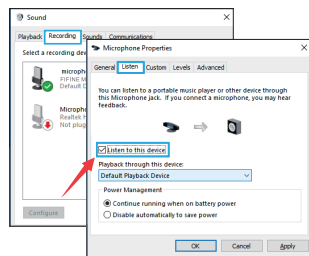 Sound
Playback Recording Sounds Communications
Select a recording
microph
FIFINE M
Default D
Microph
Realtek H
Not plug
Configure
Microphone Properties
General Listen Custom Levels Advanced
You can listen to a portable music player or other device through
this Microphone jack. If you connect a microphone, you may hear
feedback.
Listen to this device
Playback through this device:
Default Playback Device
Power Management
Continue running when on battery power
Disable automatically to save power
OK Cancel Apply